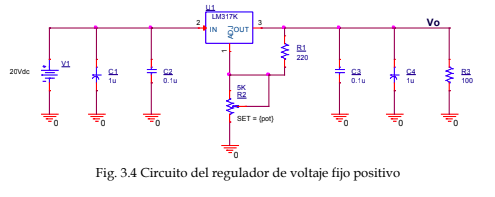 U1
LM317K
2 IN OUT 3 Vo
ADJ
1
R1
220
V1
20Vdc
C1
1u
C2
0.1u
C3
0.1u
C4
1u
R3
100
5K
R2
SET = {pot}
0 0 0 0 0 0 0
Fig. 3.4 Circuito del regulador de voltaje fijo positivo